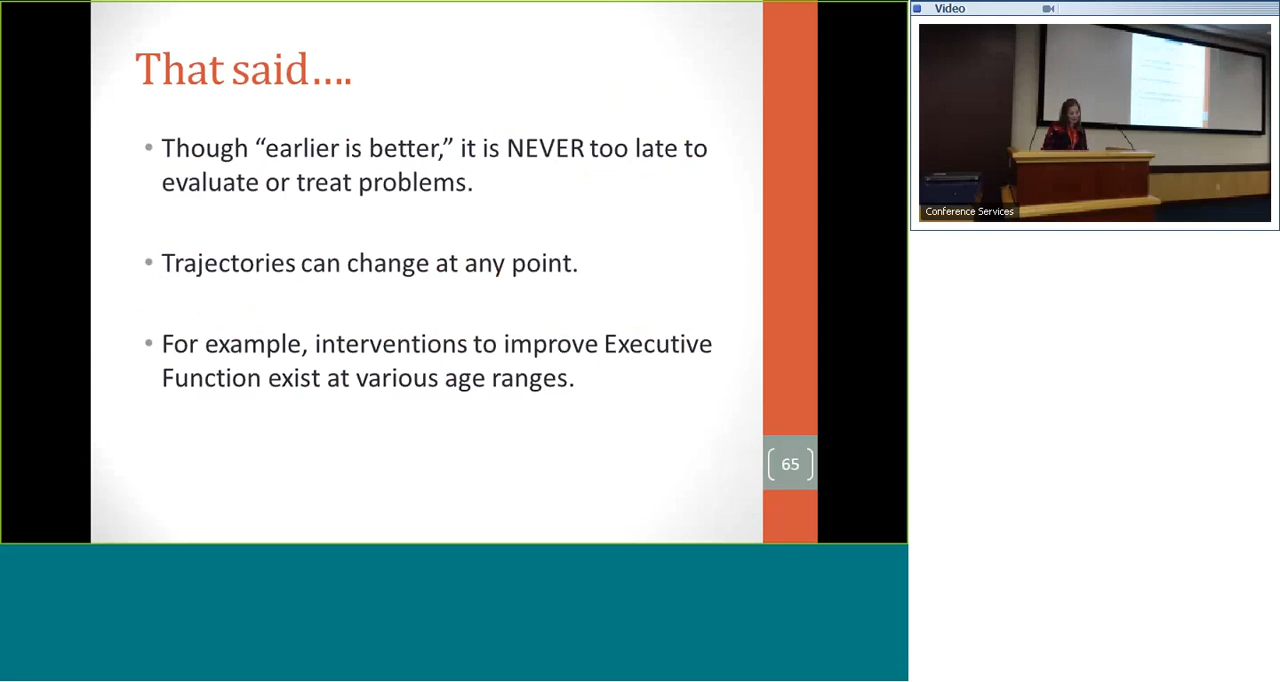 That said....
• Though “earlier is better,” it is NEVER too late to
evaluate or treat problems.
• Trajectories can change at any point.
• For example, interventions to improve Executive
Function exist at various age ranges.
65
Video
Conference Services